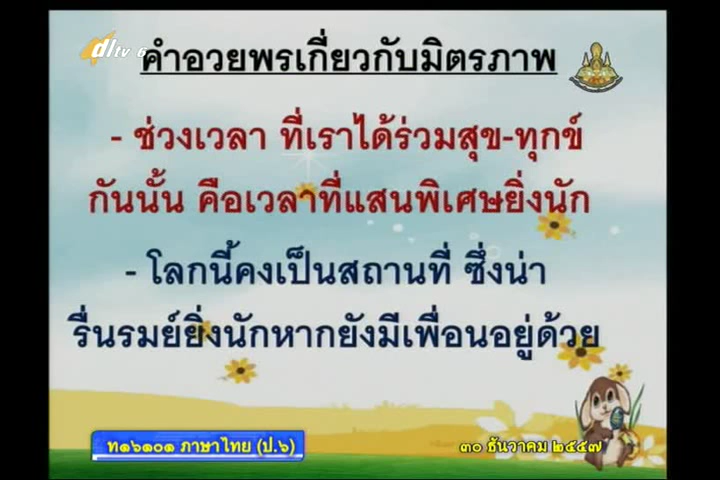 dltv 6
คำอวยพรเกี่ยวกับมิตรภาพ
- ช่วงเวลา ที่เราได้ร่วมสุข-ทุกข์
กันนั้น คือเวลาที่แสนพิเศษยิ่งนัก
- โลกนี้คงเป็นสถานที่ ซึ่งน่า
รื่นรมย์ยิ่งนักหากยังมีเพื่อนอยู่ด้วย
ท๑๖๑๐๑ ภาษาไทย (ป.๖)
๓๐ ธันวาคม ๒๕๕๗